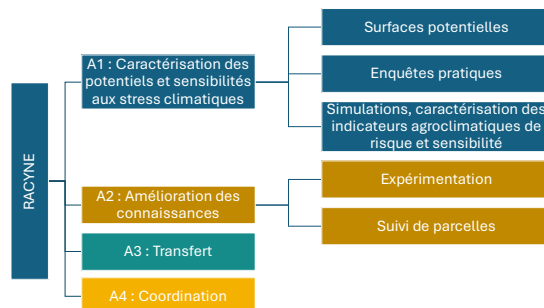 RACYNE
A1 : Caractérisation des
potentiels et sensibilités
aux stress climatiques
Surfaces potentielles
Enquêtes pratiques
Simulations, caractérisation des
indicateurs agroclimatiques de
risque et sensibilité
A2 : Amélioration des
connaissances
Expérimentation
Suivi de parcelles
A3 : Transfert
A4 : Coordination